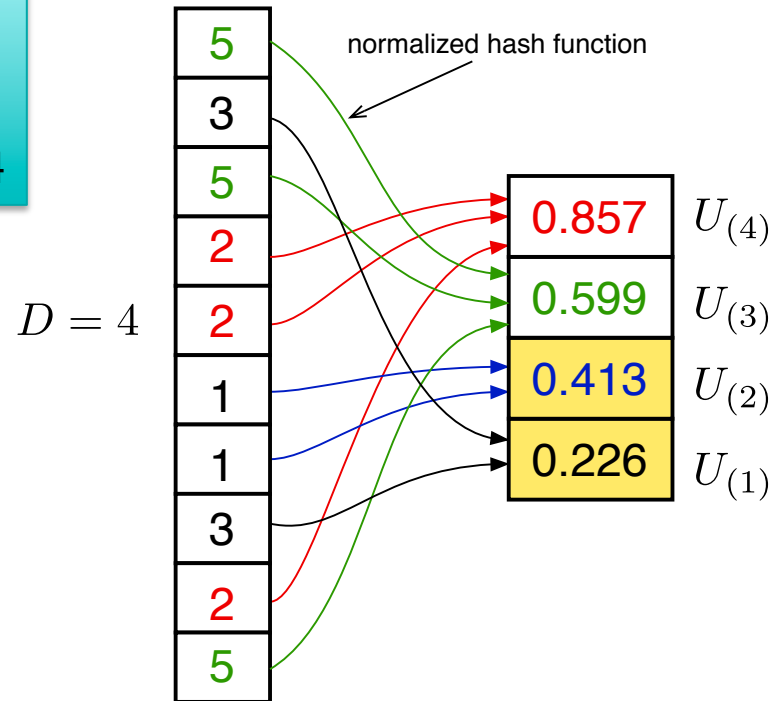 normalized hash function
D = 4
5
3
5
2
2
1
1
3
2
5
0.857 U(4)
0.599 U(3)
0.413 U(2)
0.226 U(1)